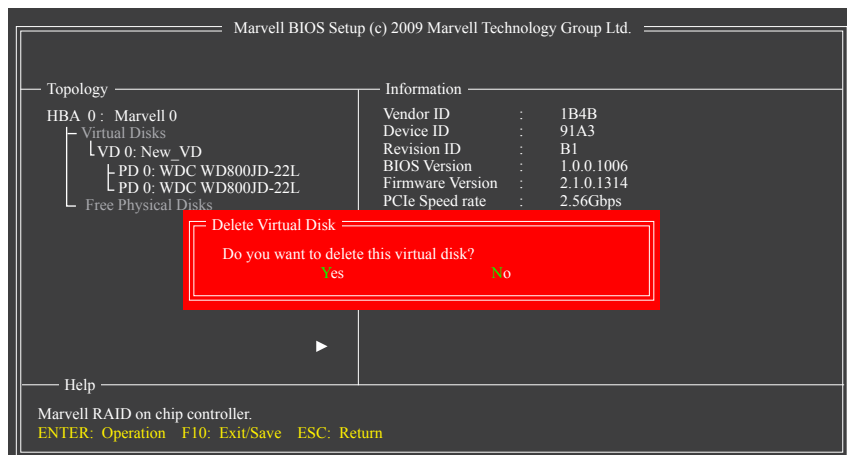 Marvell BIOS Setup (c) 2009 Marvell Technology Group Ltd.
Topology
HBA 0 : Marvell 0
Virtual Disks
VD 0: New_VD
PD 0: WDC WD800JD-22L
PD 0: WDC WD800JD-22L
Free Physical Disks
Information
Vendor ID : 1B4B
Device ID : 91A3
Revision ID : B1
BIOS Version : 1.0.0.1006
Firmware Version : 2.1.0.1314
PCIe Speed rate : 2.56Gbps
Delete Virtual Disk
Do you want to delete this virtual disk?
Yes No
Help
Marvell RAID on chip controller.
ENTER: Operation F10: Exit/Save ESC: Return